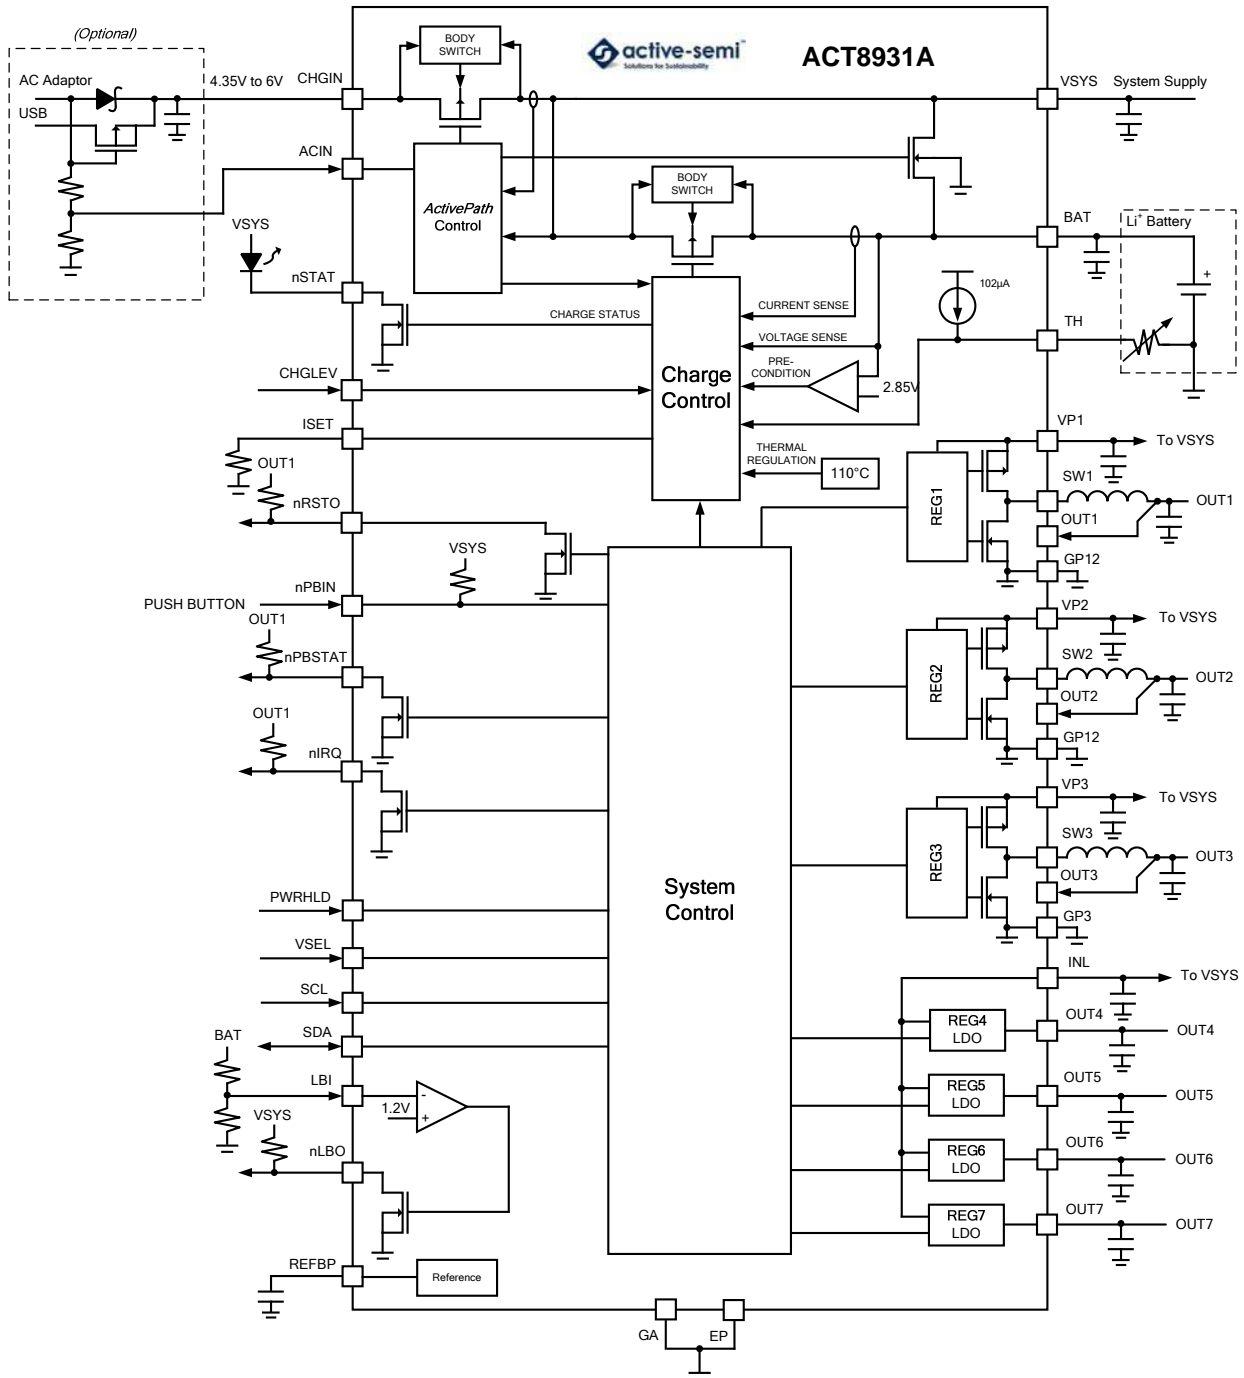 (Optional)
AC Adaptor
USB
4.35V to 6V
CHGIN
BODY
SWITCH
active-semi™
Solutions for Sustainability
ACT8931A
VSYS
System Supply
ACIN
ActivePath
Control
BODY
SWITCH
BAT
Li+ Battery
+
VSYS
nSTAT
CHARGE STATUS
CURRENT SENSE
102µA
VOLTAGE SENSE
TH
PRE-
CONDITION
2.85V
Charge
Control
CHGLEV
ISET
THERMAL
REGULATION
110°C
OUT1
nRSTO
VP1
To VSYS
REG1
SW1
OUT1
OUT1
GP12
VSYS
nPBIN
PUSH BUTTON
OUT1
nPBSTAT
VP2
To VSYS
REG2
SW2
OUT2
OUT2
GP12
OUT1
nIRQ
VP3
To VSYS
REG3
SW3
OUT3
OUT3
GP3
System
Control
PWRHLD
VSEL
SCL
SDA
INL
To VSYS
REG4
LDO
OUT4
OUT4
BAT
LBI
1.2V
-
+
REG5
LDO
OUT5
OUT5
VSYS
nLBO
REG6
LDO
OUT6
OUT6
REG7
LDO
OUT7
OUT7
REFBP
Reference
GA
EP